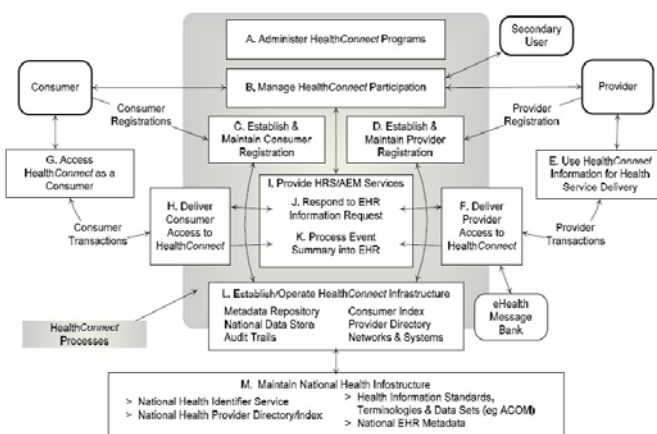 A. Administer HealthConnect Programs
Secondary
User
Consumer
B. Manage HealthConnect Participation
Provider
Consumer
Registrations
Provider
Registration
C. Establish &
Maintain Consumer
Registration
D. Establish &
Maintain Provider
Registration
G. Access
HealthConnect as a
Consumer
E. Use HealthConnect
Information for Health
Service Delivery
I. Provide HRS/AEM Services
J. Respond to EHR
Information Request
K. Process Event
Summary into EHR
H. Deliver
Consumer
Access to
HealthConnect
F. Deliver
Provider
Access to
HealthConnect
Consumer
Transactions
Provider
Transactions
L. Establish/Operate HealthConnect Infrastructure
Metadata Repository
National Data Store
Audit Trails
Consumer Index
Provider Directory
Networks & Systems
eHealth
Message
Bank
HealthConnect
Processes
M. Maintain National Health Infostructure
> National Health Identifier Service
> National Health Provider Directory/Index
> Health Information Standards,
Terminologies & Data Sets (eg ACOM)
> National EHR Metadata